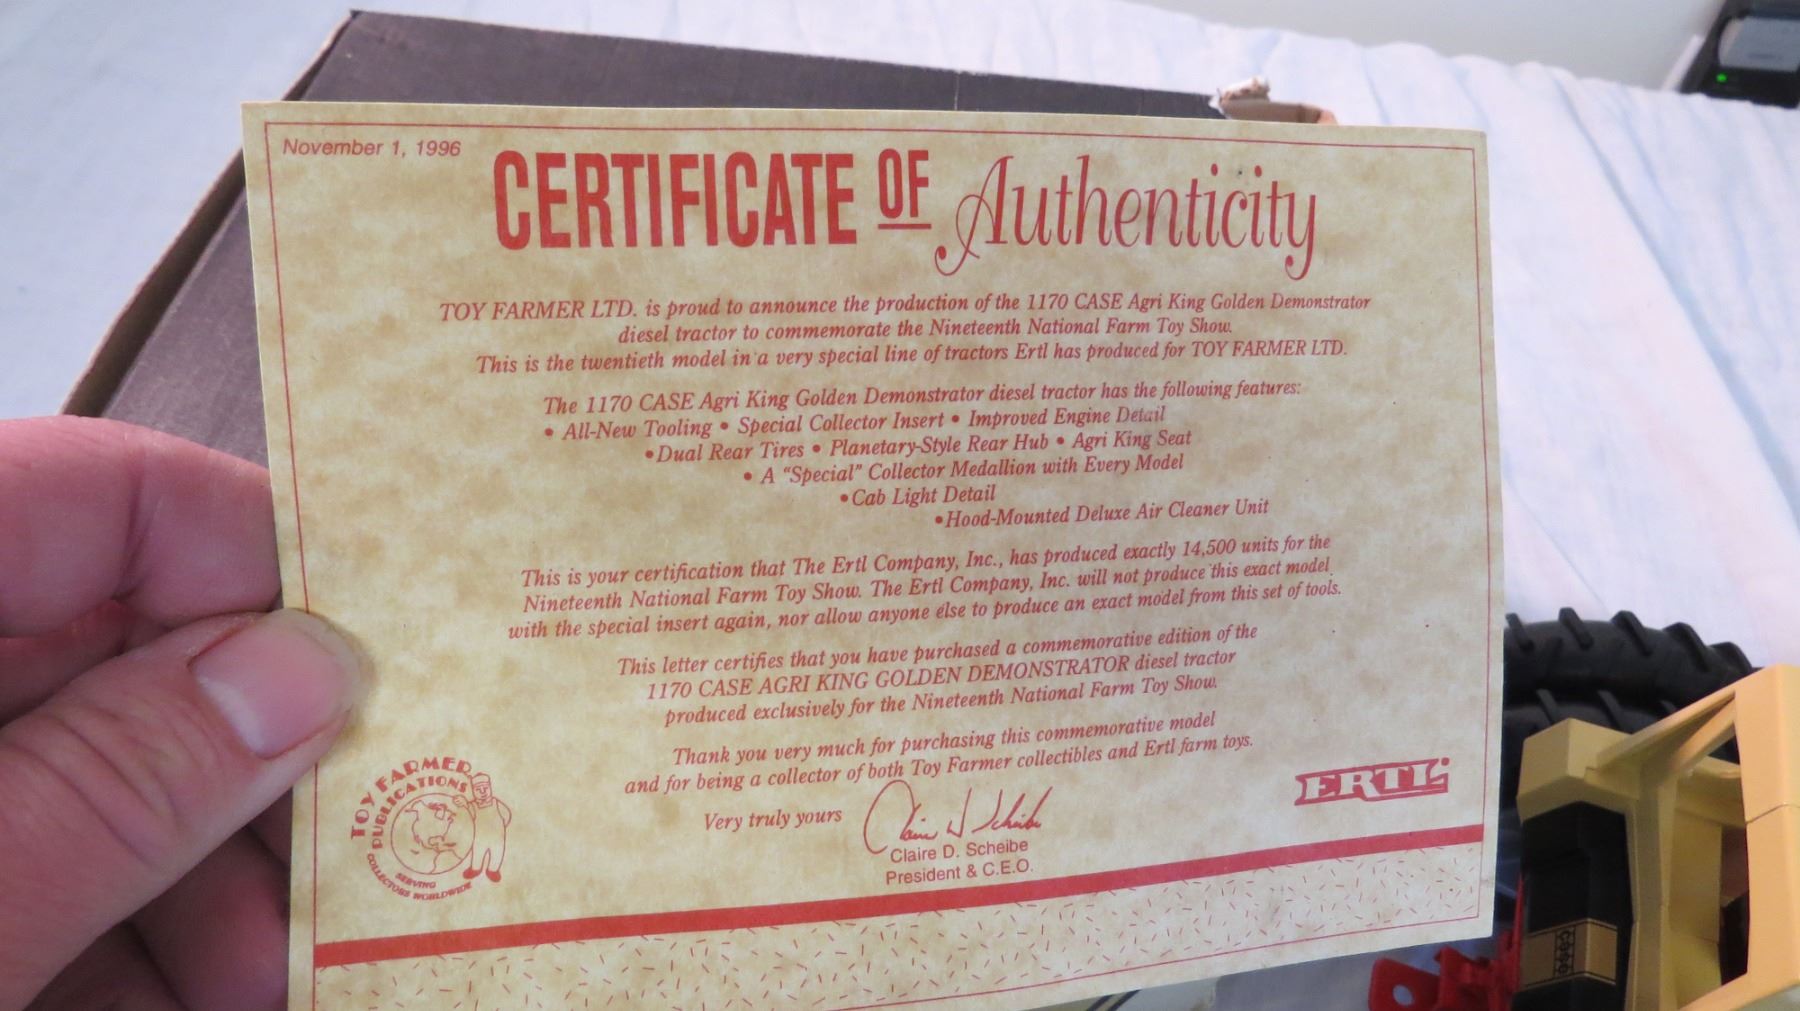 November 1, 1996
CERTIFICATE OF Authenticity
TOY FARMER LTD. is proud to announce the production of the 1170 CASE Agri King Golden Demonstrator
diesel tractor to commemorate the Nineteenth National Farm Toy Show.
This is the twentieth model in a very special line of tractors Ertl has produced for TOY FARMER LTD.
The 1170 CASE Agri King Golden Demonstrator diesel tractor has the following features:
• All-New Tooling • Special Collector Insert • Improved Engine Detail
• Dual Rear Tires • Planetary-Style Rear Hub • Agri King Seat
• A “Special” Collector Medallion with Every Model
• Cab Light Detail
• Hood-Mounted Deluxe Air Cleaner Unit
This is your certification that The Ertl Company, Inc., has produced exactly 14,500 units for the
Nineteenth National Farm Toy Show. The Ertl Company, Inc. will not produce this exact model
with the special insert again, nor allow anyone else to produce an exact model from this set of tools.
This letter certifies that you have purchased a commemorative edition of the
1170 CASE AGRI KING GOLDEN DEMONSTRATOR diesel tractor
produced exclusively for the Nineteenth National Farm Toy Show.
Thank you very much for purchasing this commemorative model
and for being a collector of both Toy Farmer collectibles and Ertl farm toys.
Very truly yours
Claire D. Scheibe
Claire D. Scheibe
President & C.E.O.
TOY FARMER
PUBLICATIONS
SERVING
COLLECTORS WORLDWIDE
ERTL
CASE